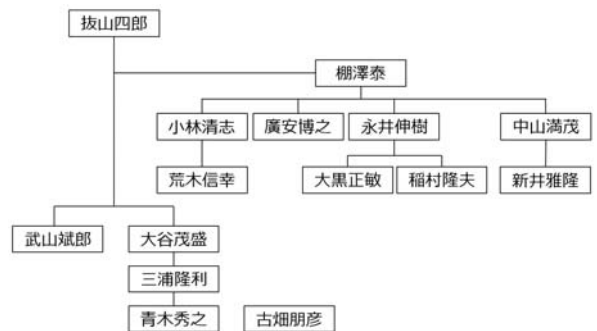 抜山四郎
棚澤泰
小林清志
廣安博之
永井伸樹
中山満茂
荒木信幸
大黒正敏
稲村隆夫
新井雅隆
武山斌郎
大谷茂盛
三浦隆利
青木秀之
古畑朋彦